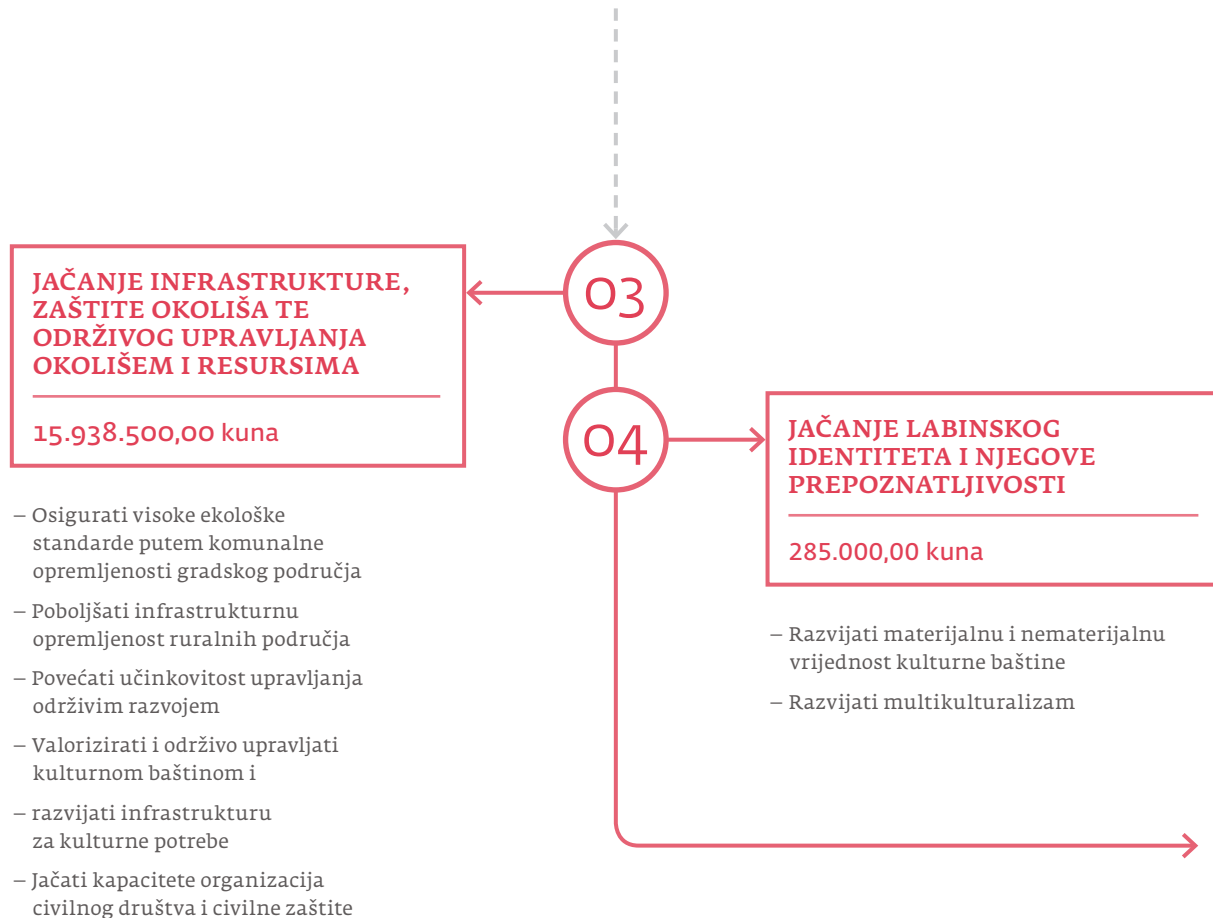 03
JAČANJE INFRASTRUKTURE,
ZAŠTITE OKOLIŠA TE
ODRŽIVOG UPRAVLJANJA
OKOLIŠEM I RESURSIMA
15.938.500,00 kuna
– Osigurati visoke ekološke
standarde putem komunalne
opremljenosti gradskog područja
– Poboljšati infrastrukturnu
opremljenost ruralnih područja
– Povećati učinkovitost upravljanja
održivim razvojem
– Valorizirati i održivo upravljati
kulturnom baštinom i
– razvijati infrastrukturu
za kulturne potrebe
– Jačati kapacitete organizacija
civilnog društva i civilne zaštite
04
JAČANJE LABINSKOG
IDENTITETA I NJEGOVE
PREPOZNATLJIVOSTI
285.000,00 kuna
– Razvijati materijalnu i nematerijalnu
vrijednost kulturne baštine
– Razvijati multikulturalizam